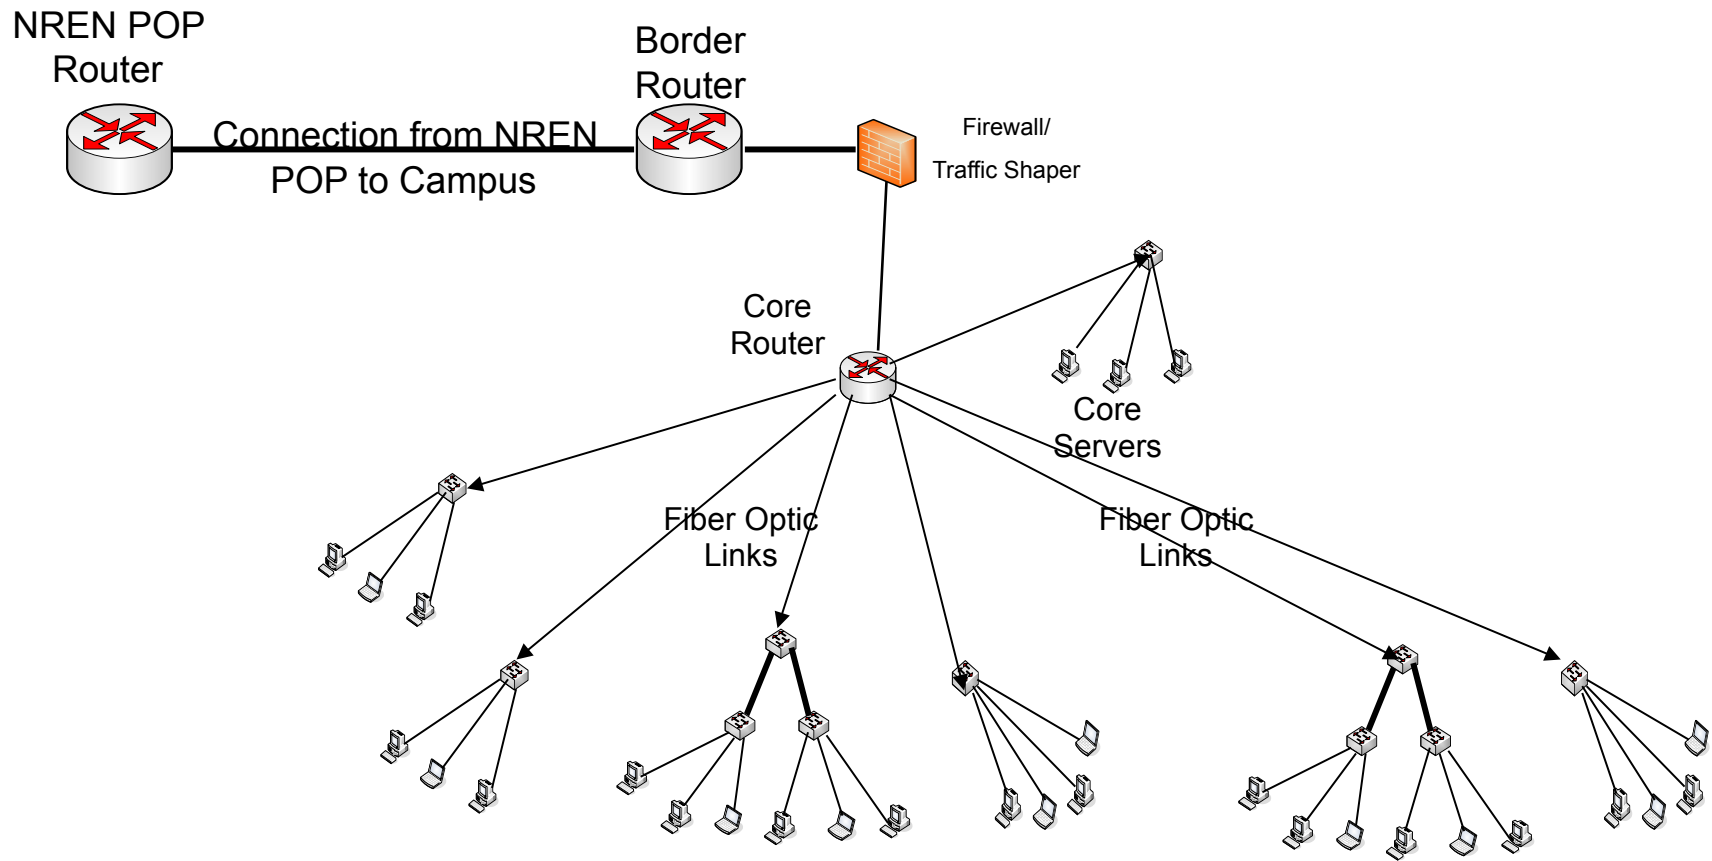 NREN POP
Router
Border
Router
Connection from NREN
POP to Campus
Firewall/
Traffic Shaper
Core
Router
Core
Servers
Fiber Optic
Links
Fiber Optic
Links